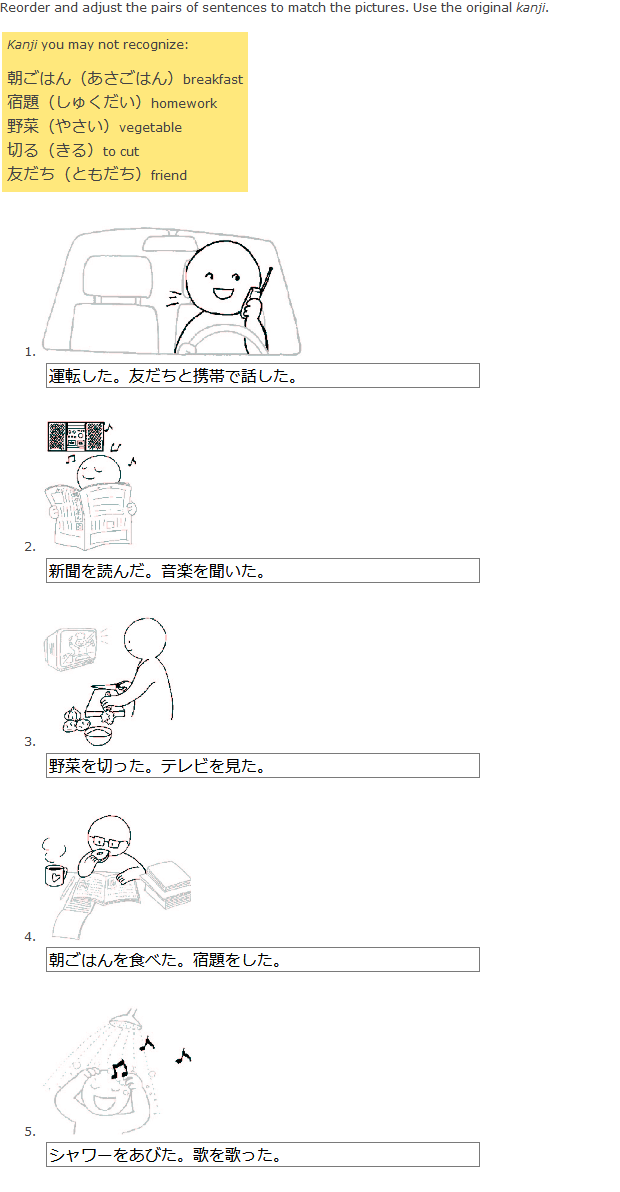 Reorder and adjust the pairs of sentences to match the pictures. Use the original kanji.
Kanji you may not recognize:
朝ごはん（あさごはん）breakfast
宿題（しゅくだい）homework
野菜（やさい）vegetable
切る（きる）to cut
友だち（ともだち）friend
1.
運転した。友だちと携帯で話した。
2.
新聞を読んだ。音楽を聞いた。
3.
野菜を切った。テレビを見た。
4.
朝ごはんを食べた。宿題をした。
5.
シャワーをあびた。歌を歌った。